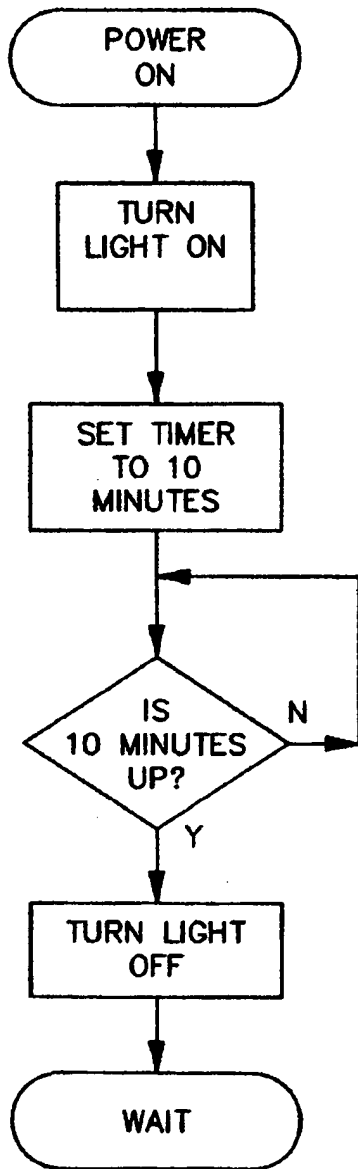 POWER
ON
TURN
LIGHT ON
SET TIMER
TO 10
MINUTES
IS
10 MINUTES
UP?
N
Y
TURN LIGHT
OFF
WAIT